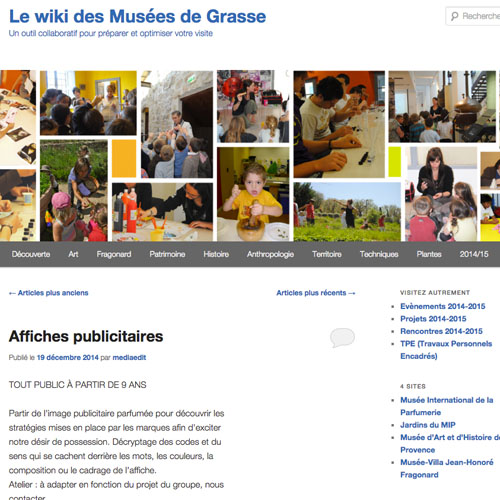 Le wiki des Musées de Grasse
Un outil collaboratif pour préparer et optimiser votre visite
Recherche
Découverte Art Fragonard Patrimoine Histoire Anthropologie Territoire Techniques Plantes 2014/15
← Articles plus anciens
Articles plus récents →
Affiches publicitaires
Publié le 19 décembre 2014 par mediaedit
TOUT PUBLIC À PARTIR DE 9 ANS
Partir de l'image publicitaire parfumée pour découvrir les
stratégies mises en place par les marques afin d'exciter
notre désir de possession. Décryptage des codes et du
sens qui se cachent derrière les mots, les couleurs, la
composition ou le cadrage de l'affiche.
Atelier : à adapter en fonction du projet du groupe, nous
contacter
VISITEZ AUTREMENT
Evènements 2014-2015
Projets 2014-2015
Rencontres 2014-2015
TPE (Travaux Personnels
Encadrés)
4 SITES
Musée International de la
Parfumerie
Jardins du MIP
Musée d'Art et d'Histoire de
Provence
Musée-Villa Jean-Honoré
Fragonard